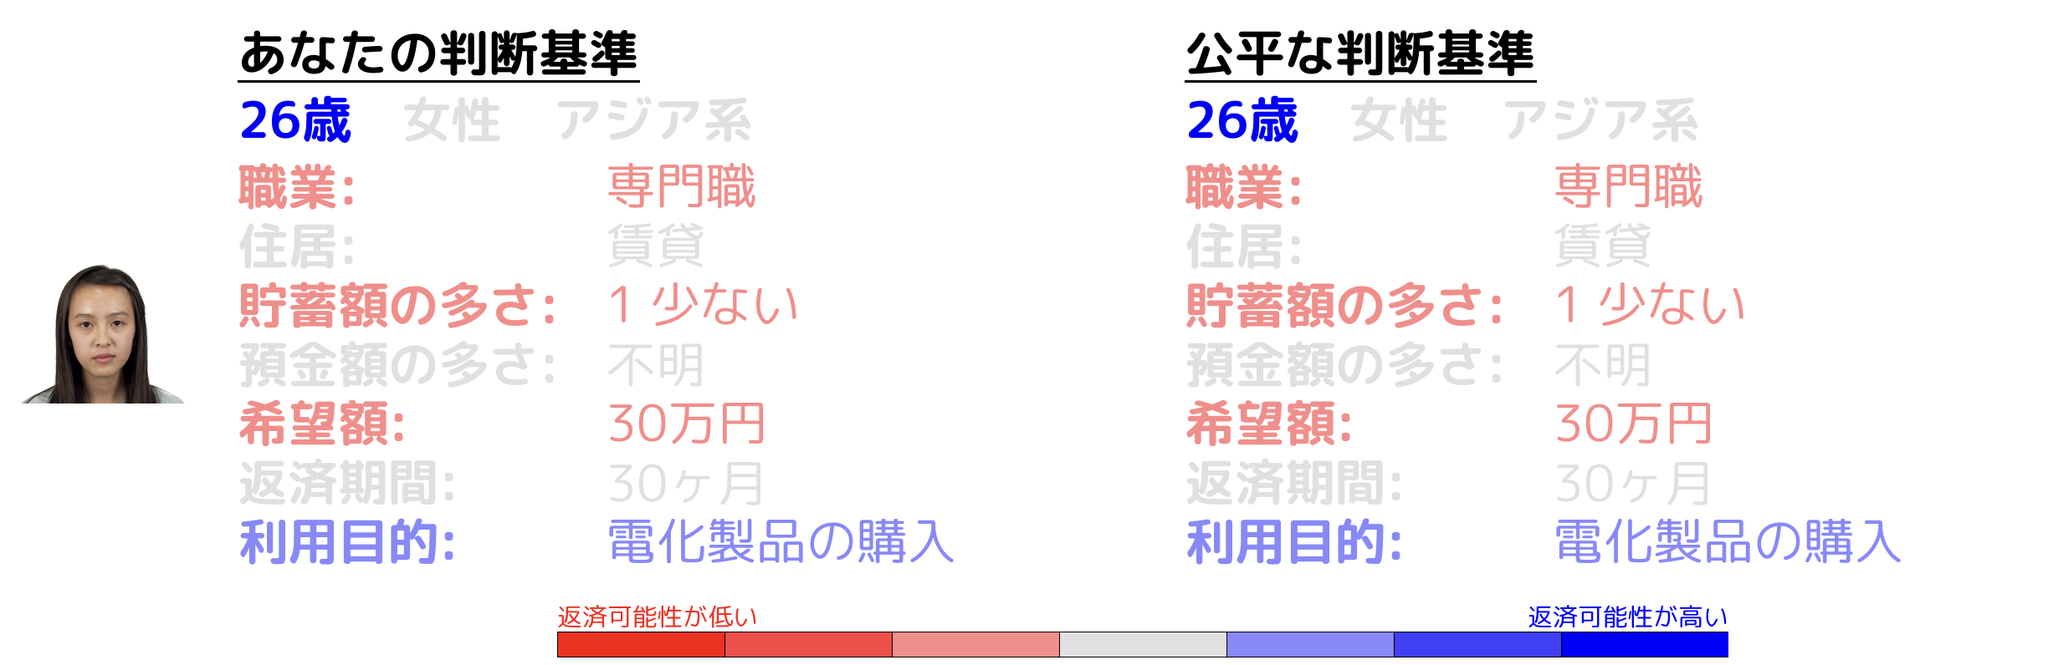 あなたの判断基準
26歳 女性 アジア系
職業: 専門職
住居: 賃貸
貯蓄額の多さ: 1 少ない
預金額の多さ: 不明
希望額: 30万円
返済期間: 30ヶ月
利用目的: 電化製品の購入
公平な判断基準
26歳 女性 アジア系
職業: 専門職
住居: 賃貸
貯蓄額の多さ: 1 少ない
預金額の多さ: 不明
希望額: 30万円
返済期間: 30ヶ月
利用目的: 電化製品の購入
返済可能性が低い
返済可能性が高い